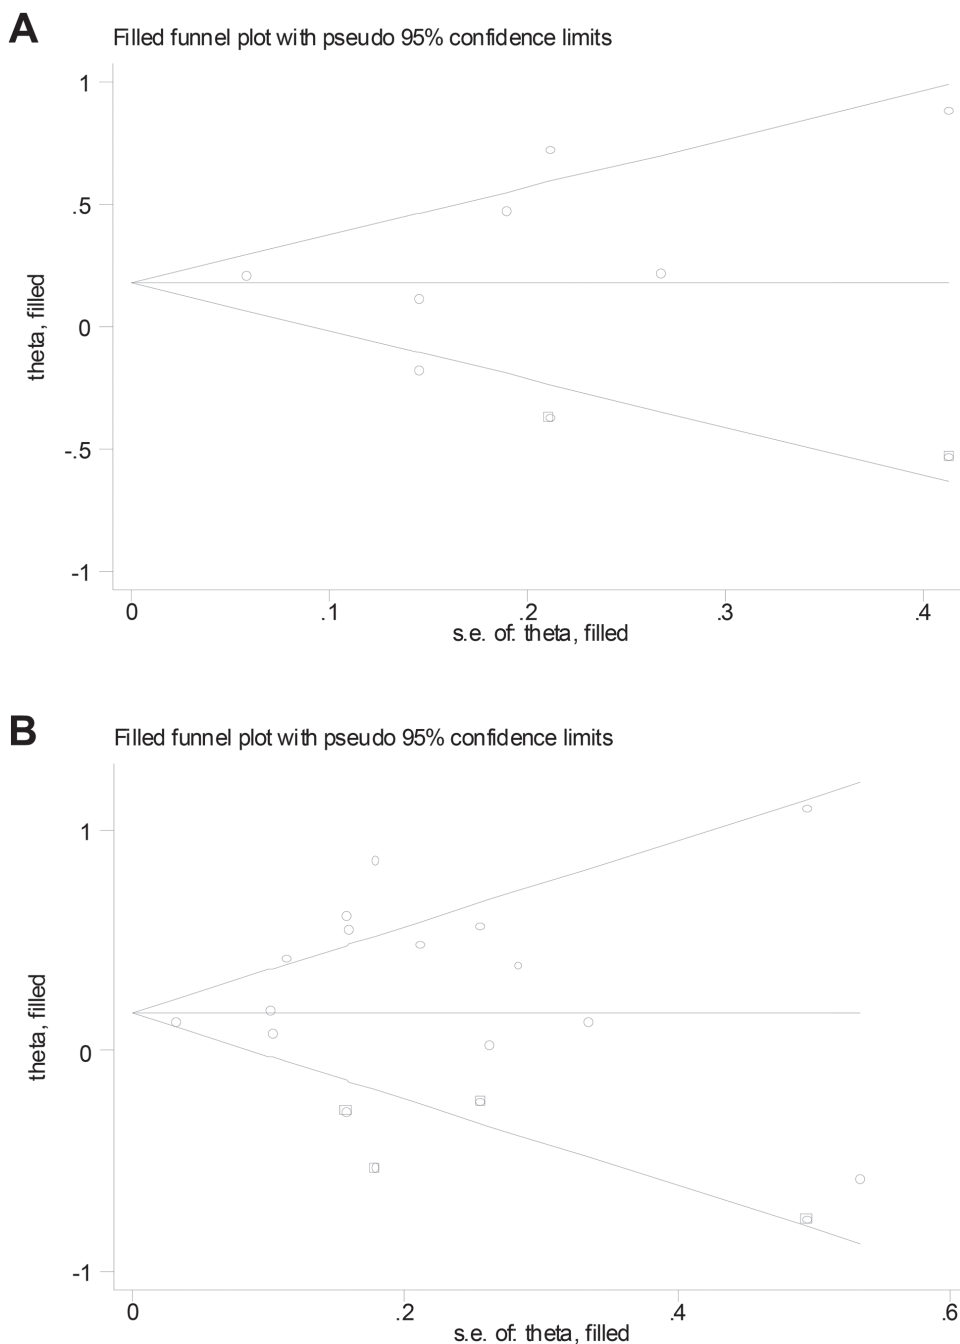 A
Filled funnel plot with pseudo 95% confidence limits
theta, filled
1
.5
0
-.5
-1
0 .1 .2 .3 .4
s.e. of: theta, filled
B
Filled funnel plot with pseudo 95% confidence limits
theta, filled
1
0
-1
0 .2 .4 .6
s.e. of: theta, filled